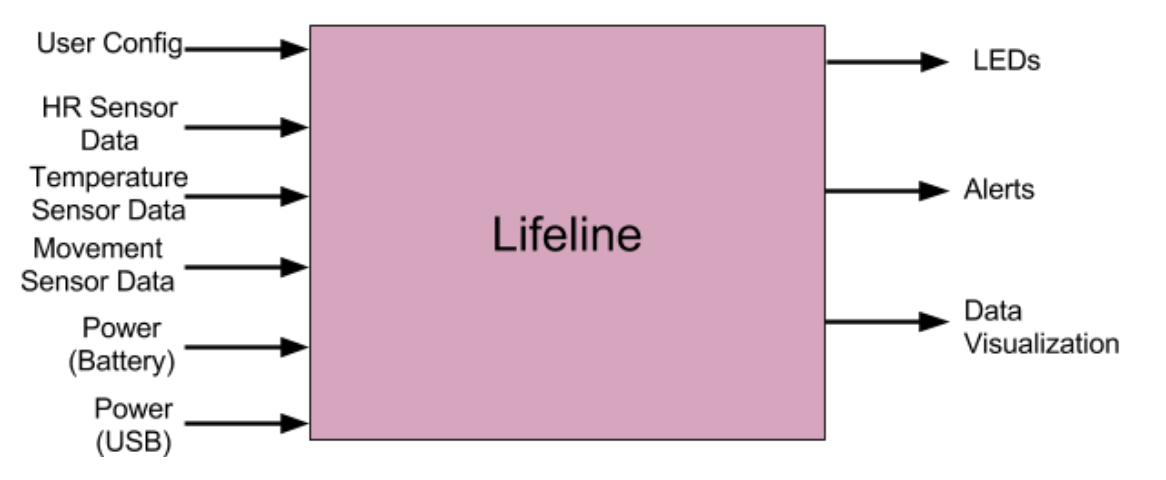 User Config
HR Sensor
Data
Temperature
Sensor Data
Movement
Sensor Data
Power
(Battery)
Power
(USB)
Lifeline
LEDs
Alerts
Data
Visualization